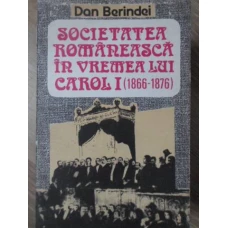 Dan Berindei
SOCIETATEA
ROMÂNEASCĂ
ÎN VREMEA LUI
CAROL I (1866-1876)